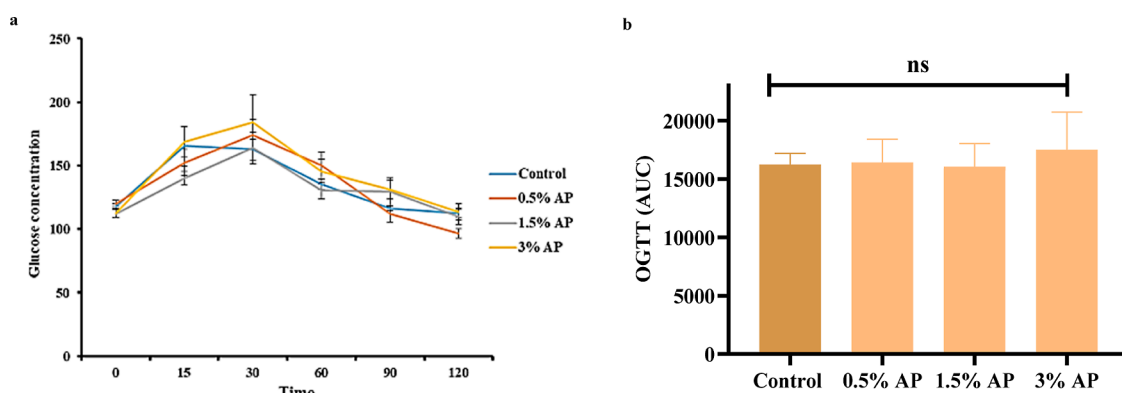 a
250
200
150
100
50
0
Glucose concentration
0 15 30 60 90 120
Time
Control
0.5% AP
1.5% AP
3% AP
b
ns
20000
15000
10000
5000
0
OGTT (AUC)
Control 0.5% AP 1.5% AP 3% AP